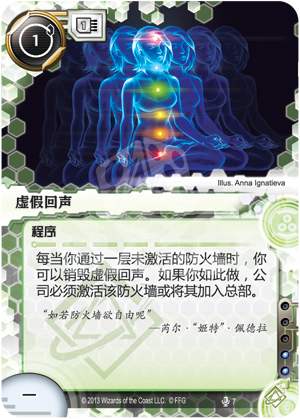 1
Illus. Anna Ignatieva
虚假回声
程序
每当你通过一层未激活的防火墙时，你
可以销毁虚假回声。如果你如此做，公
司必须激活该防火墙或将其加入总部。
“如若防火墙欲自由呢”
—芮尔·“姬特”·佩德拉
–
© 2013 Wizards of the Coast LLC. © FFG
7